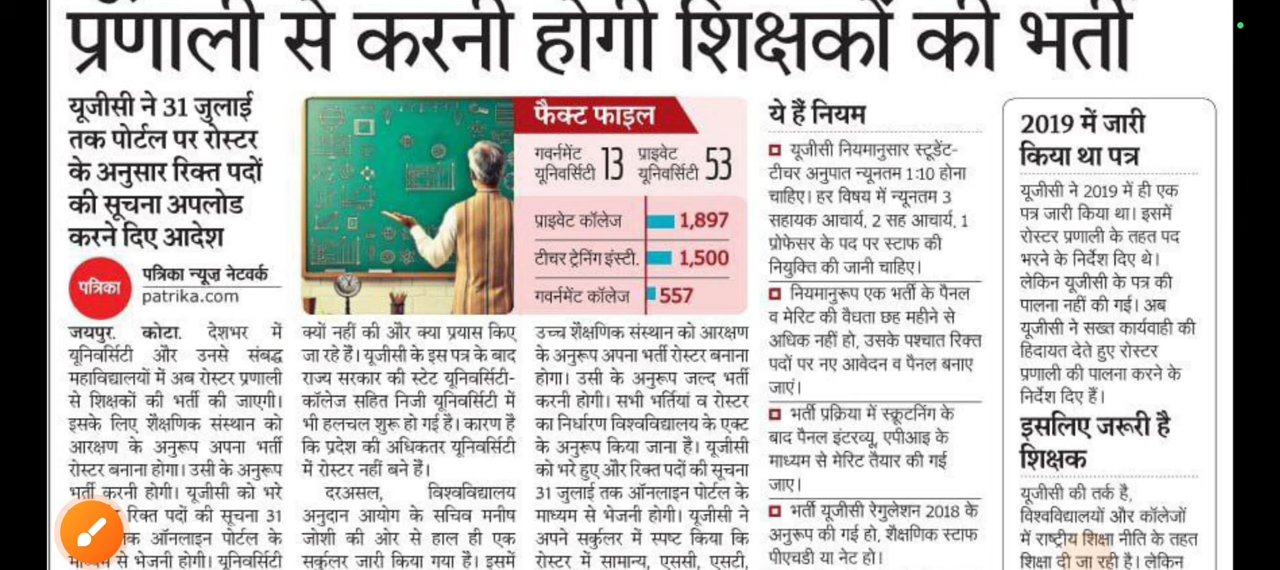 प्रणाली से करनी होगी शिक्षकों की भर्ती
यूजीसी ने 31 जुलाई
तक पोर्टल पर रोस्टर
के अनुसार रिक्त पदों
की सूचना अपलोड
करने दिए आदेश
पत्रिका
पत्रिका न्यूज़ नेटवर्क
patrika.com
जयपुर. कोटा. देशभर में
यूनिवर्सिटी और उनसे संबद्ध
महाविद्यालयों में अब रोस्टर प्रणाली
से शिक्षकों की भर्ती की जाएगी।
इसके लिए शैक्षणिक संस्थान को
आरक्षण के अनुरूप अपना भर्ती
रोस्टर बनाना होगा। उसी के अनुरूप
भर्ती करनी होगी। यूजीसी को भरे
रिक्त पदों की सूचना 31
ऑनलाइन पोर्टल के
से भेजनी होगी। यूनिवर्सिटी
फैक्ट फाइल
गवर्नमेंट
यूनिवर्सिटी 13
प्राइवेट
यूनिवर्सिटी 53
प्राइवेट कॉलेज 1,897
टीचर ट्रेनिंग इंस्टी. 1,500
गवर्नमेंट कॉलेज 557
क्यों नहीं की और क्या प्रयास किए
जा रहे हैं। यूजीसी के इस पत्र के बाद
राज्य सरकार की स्टेट यूनिवर्सिटी-
कॉलेज सहित निजी यूनिवर्सिटी में
भी हलचल शुरू हो गई है। कारण है
कि प्रदेश की अधिकतर यूनिवर्सिटी
में रोस्टर नहीं बने हैं।
दरअसल, विश्वविद्यालय
अनुदान आयोग के सचिव मनीष
जोशी की ओर से हाल ही एक
सर्कुलर जारी किया गया है। इसमें
उच्च शैक्षणिक संस्थान को आरक्षण
के अनुरूप अपना भर्ती रोस्टर बनाना
होगा। उसी के अनुरूप जल्द भर्ती
करनी होगी। सभी भर्तियां व रोस्टर
का निर्धारण विश्वविद्यालय के एक्ट
के अनुरूप किया जाना है। यूजीसी
को भरे हुए और रिक्त पदों की सूचना
31 जुलाई तक ऑनलाइन पोर्टल के
माध्यम से भेजनी होगी। यूजीसी ने
अपने सर्कुलर में स्पष्ट किया कि
रोस्टर में सामान्य, एससी, एसटी,
ये हैं नियम
यूजीसी नियमानुसार स्टूडेंट-
टीचर अनुपात न्यूनतम 1:10 होना
चाहिए। हर विषय में न्यूनतम 3
सहायक आचार्य, 2 सह आचार्य, 1
प्रोफेसर के पद पर स्टाफ की
नियुक्ति की जानी चाहिए।
नियमानुरूप एक भर्ती के पैनल
व मेरिट की वैधता छह महीने से
अधिक नहीं हो, उसके पश्चात रिक्त
पदों पर नए आवेदन व पैनल बनाए
जाएं।
भर्ती प्रक्रिया में स्क्रूटनिंग के
बाद पैनल इंटरव्यू, एपीआइ के
माध्यम से मेरिट तैयार की गई
जाए।
भर्ती यूजीसी रेगुलेशन 2018 के
अनुरूप की गई हो, शैक्षणिक स्टाफ
पीएचडी या नेट हो।
2019 में जारी
किया था पत्र
यूजीसी ने 2019 में ही एक
पत्र जारी किया था। इसमें
रोस्टर प्रणाली के तहत पद
भरने के निर्देश दिए थे।
लेकिन यूजीसी के पत्र की
पालना नहीं की गई। अब
यूजीसी ने सख्त कार्यवाही की
हिदायत देते हुए रोस्टर
प्रणाली की पालना करने के
निर्देश दिए हैं।
इसलिए जरूरी है
शिक्षक
यूजीसी की तर्क है,
विश्वविद्यालयों और कॉलेजों
में राष्ट्रीय शिक्षा नीति के तहत
शिक्षा दी जा रही है। लेकिन